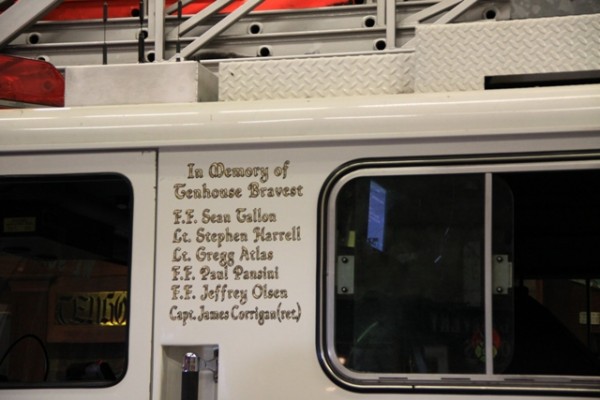 In Memory of
Tenhouse Bravest
F.F. Sean Tallon
Lt. Stephen Harrell
Lt. Gregg Atlas
F.F. Paul Pansini
F.F. Jeffrey Olsen
Capt. James Corrigan(ret.)